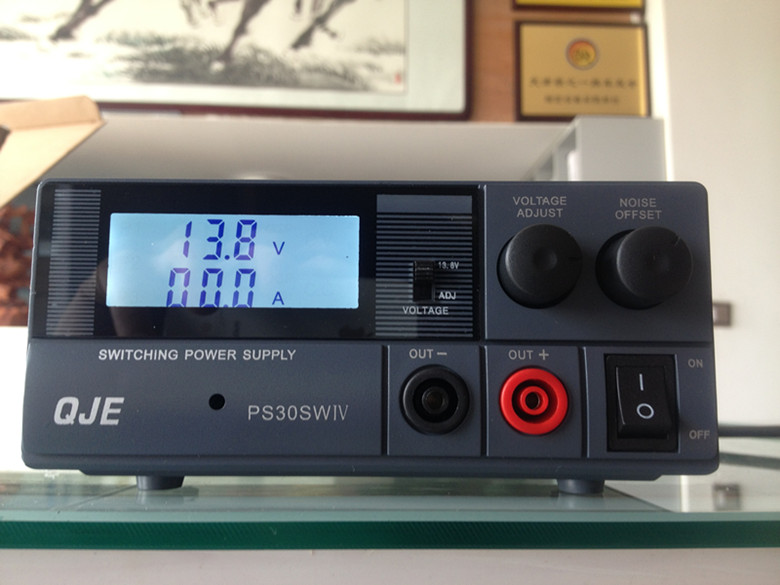 VOLTAGE
ADJUST
NOISE
OFFSET
13.8 V
00.0 A
13.8V
ADJ
VOLTAGE
SWITCHING POWER SUPPLY
OUT −
OUT +
ON
I
O
OFF
QJE
PS30SWIV